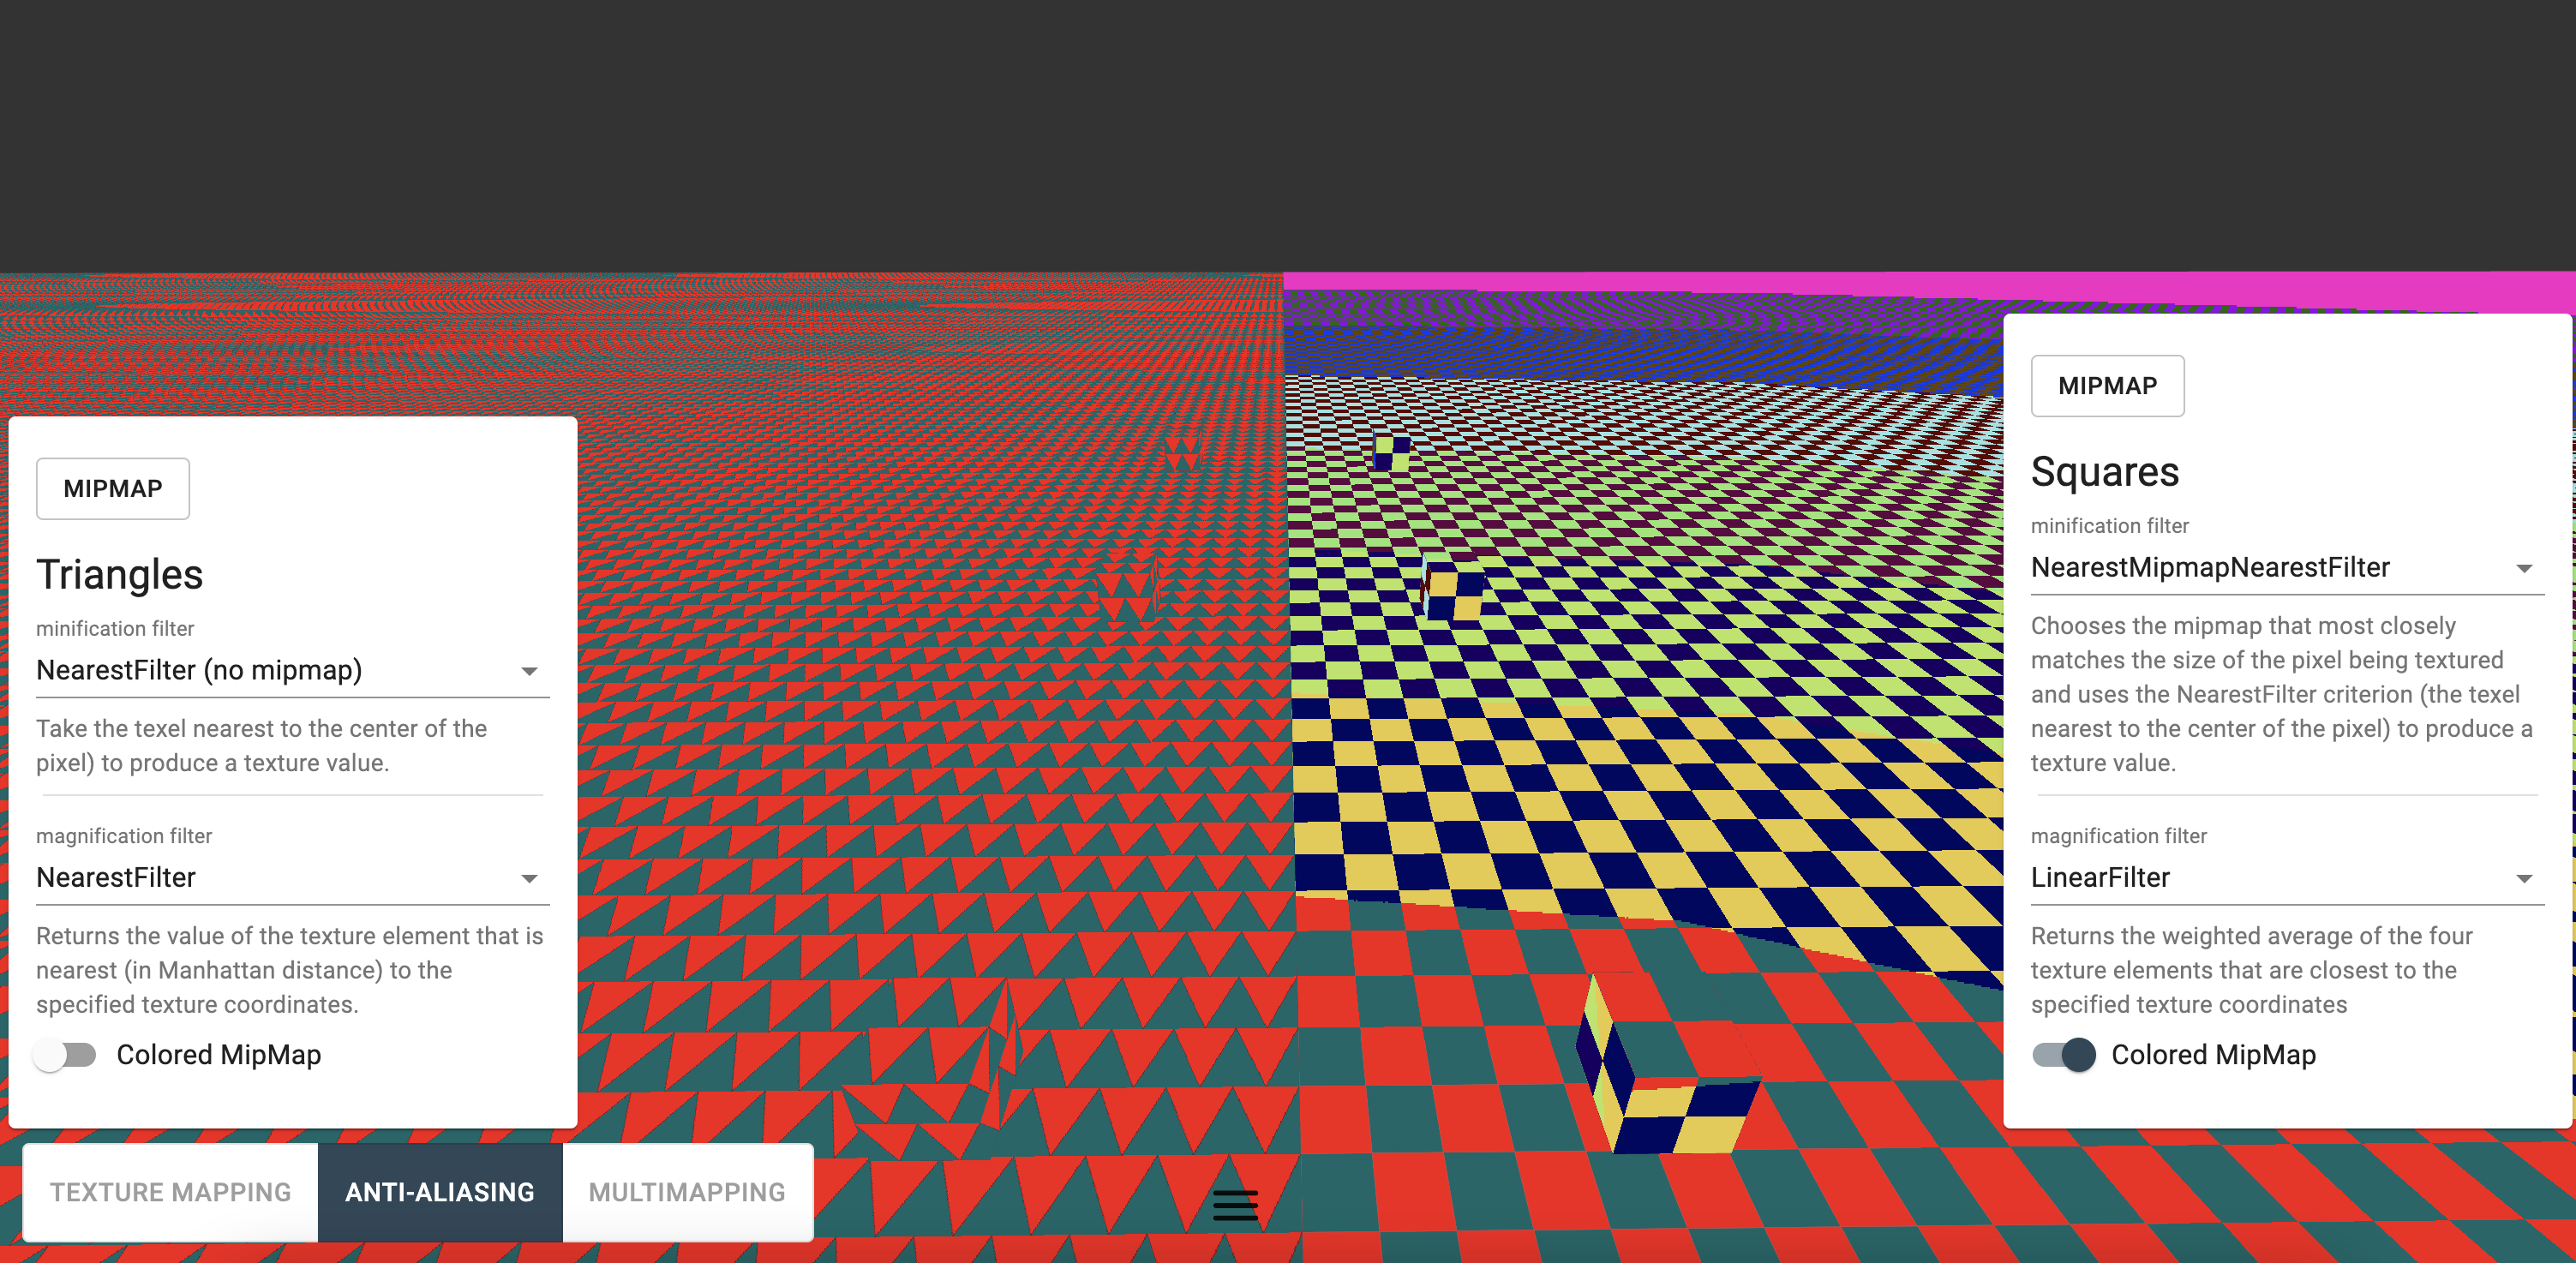 MIPMAP
Triangles
minification filter
NearestFilter (no mipmap)
Take the texel nearest to the center of the
pixel) to produce a texture value.
magnification filter
NearestFilter
Returns the value of the texture element that is
nearest (in Manhattan distance) to the
specified texture coordinates.
Colored MipMap
TEXTURE MAPPING
ANTI-ALIASING
MULTIMAPPING
MIPMAP
Squares
minification filter
NearestMipmapNearestFilter
Chooses the mipmap that most closely
matches the size of the pixel being textured
and uses the NearestFilter criterion (the texel
nearest to the center of the pixel) to produce a
texture value.
magnification filter
LinearFilter
Returns the weighted average of the four
texture elements that are closest to the
specified texture coordinates
Colored MipMap